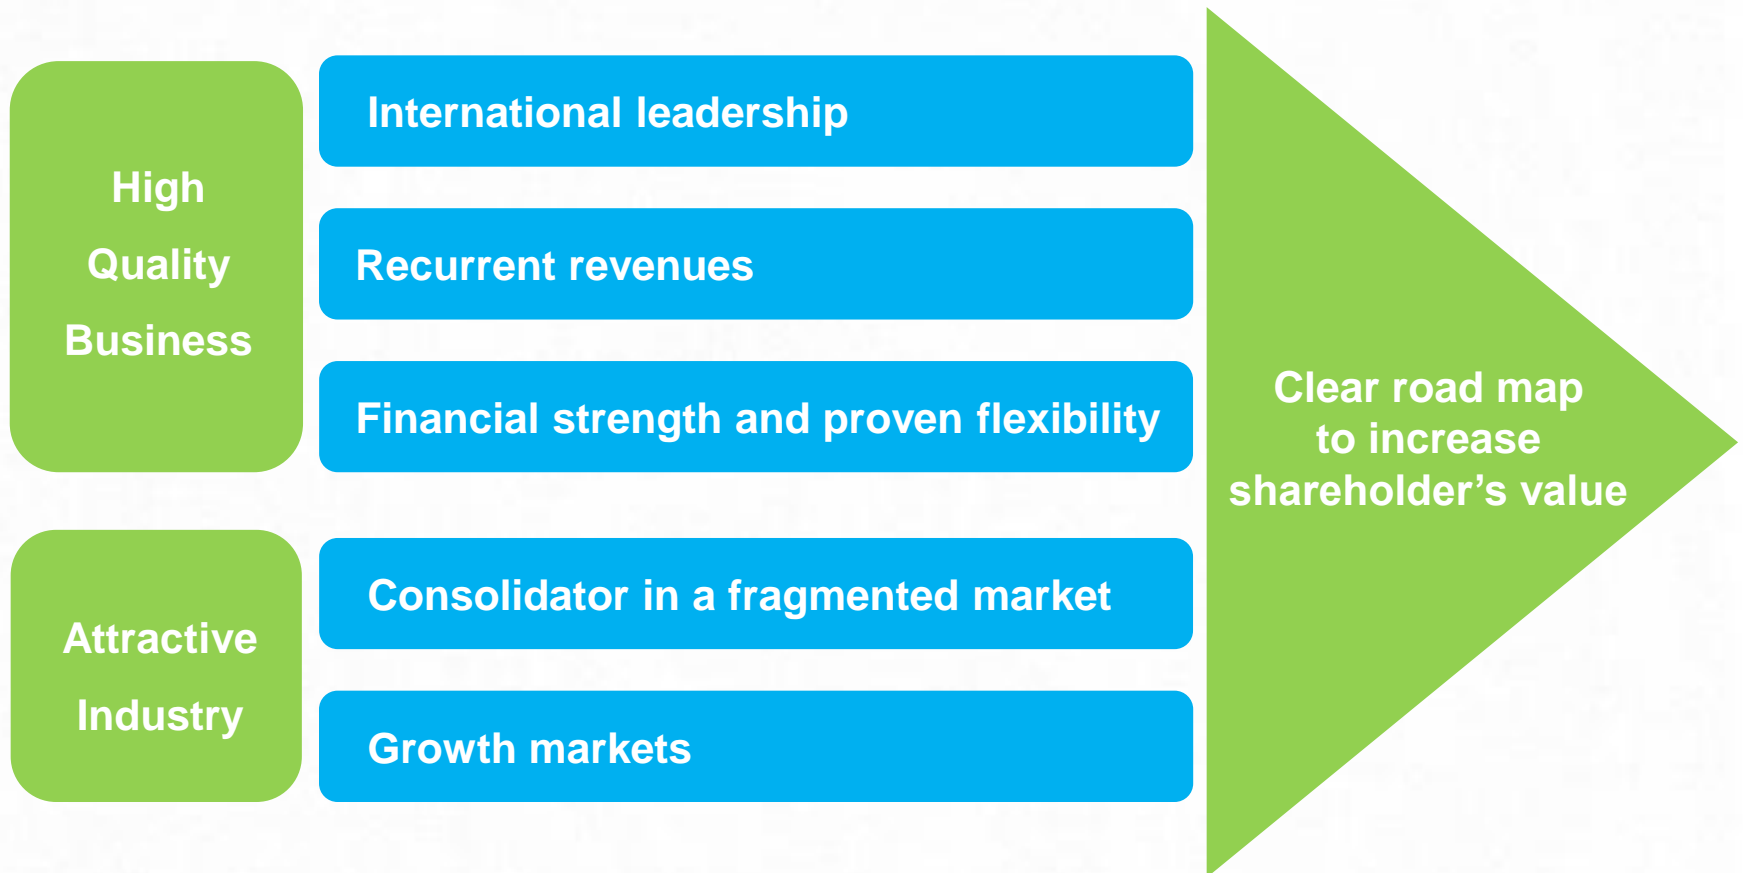 High
Quality
Business
International leadership
Recurrent revenues
Financial strength and proven flexibility
Attractive
Industry
Consolidator in a fragmented market
Growth markets
Clear road map
to increase
shareholder’s value